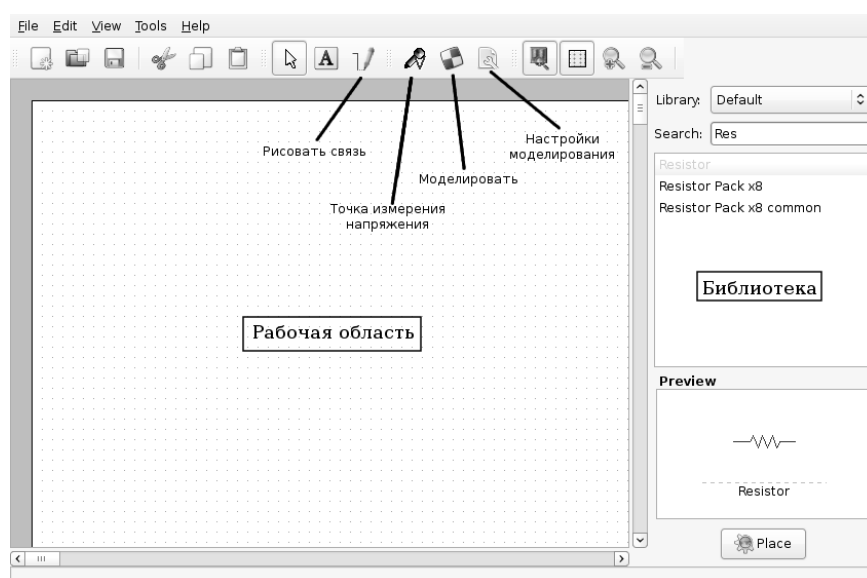 File Edit View Tools Help
A
Library: Default
Search: Res
Рисовать связь
Настройки
моделирования
Моделировать
Точка измерения
напряжения
Рабочая область
Resistor
Resistor Pack x8
Resistor Pack x8 common
Библиотека
Preview
Resistor
Place